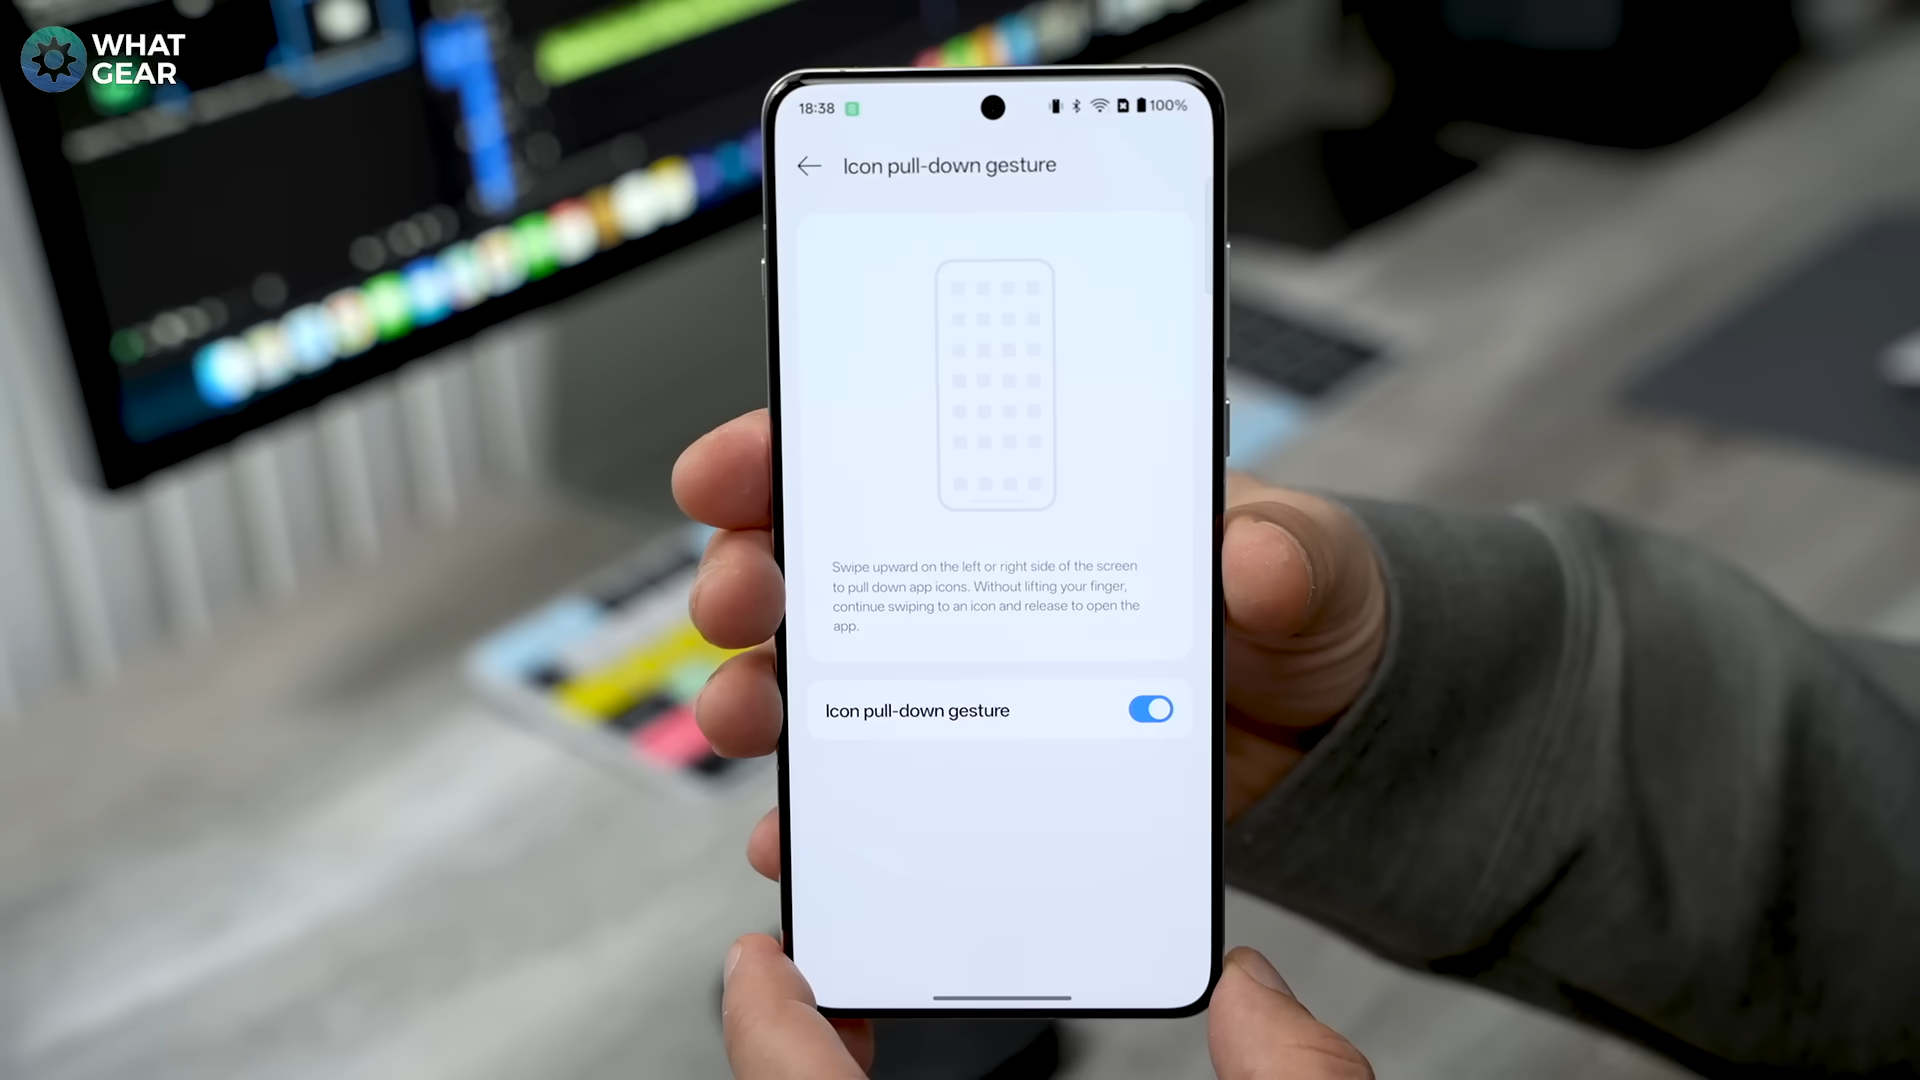 WHAT
GEAR
18:38
100%
Icon pull-down gesture
Swipe upward on the left or right side of the screen
to pull down app icons. Without lifting your finger,
continue swiping to an icon and release to open the
app.
Icon pull-down gesture